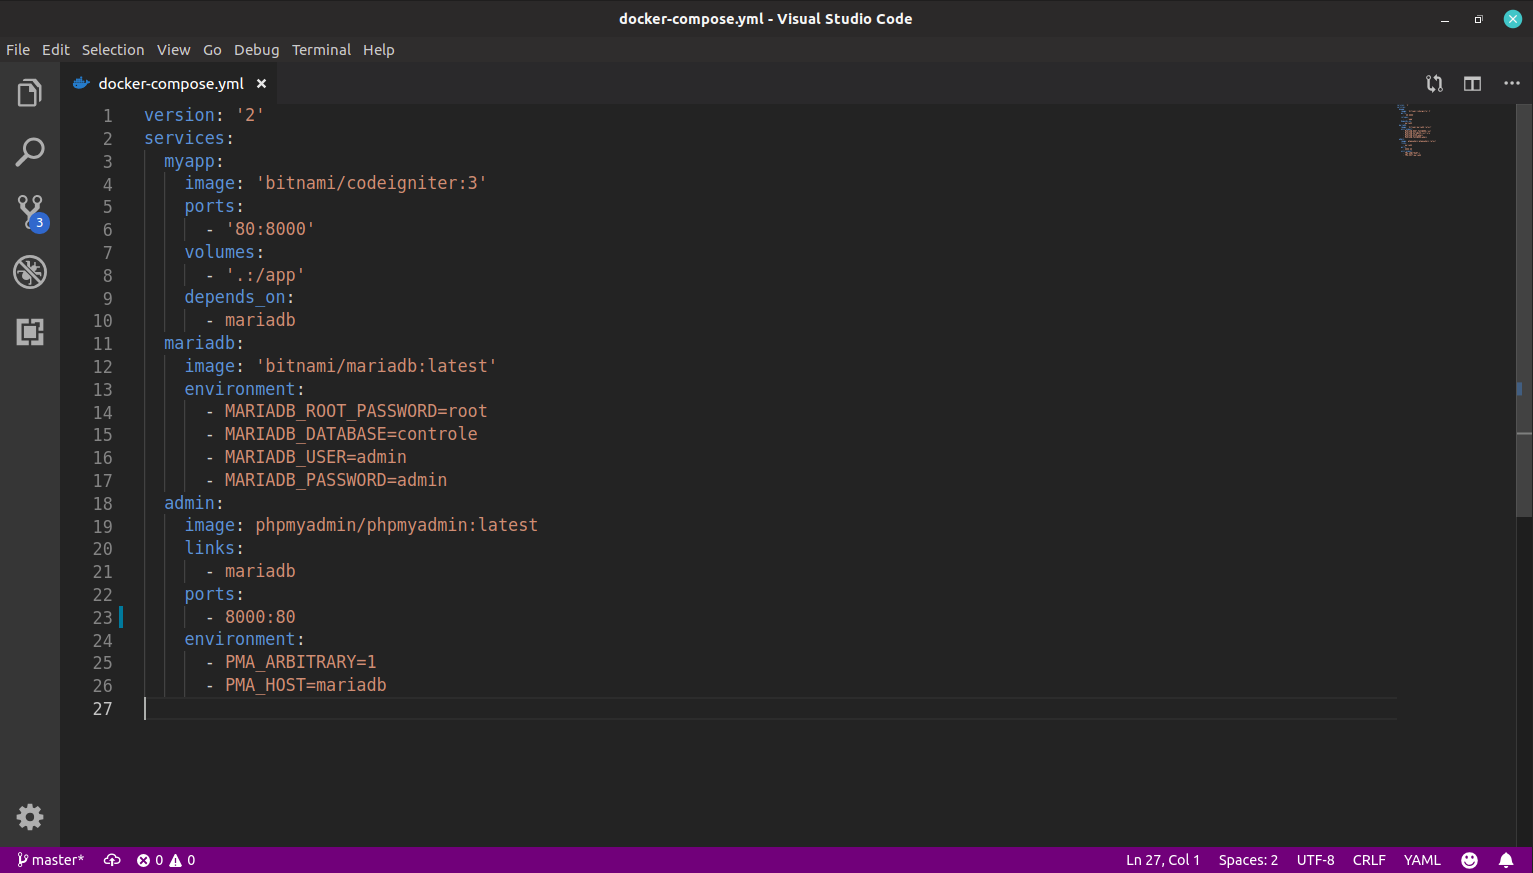 docker-compose.yml - Visual Studio Code
File Edit Selection View Go Debug Terminal Help
docker-compose.yml
1 version: '2'
2 services:
3   myapp:
4     image: 'bitnami/codeigniter:3'
5     ports:
6       - '80:8000'
7     volumes:
8       - '.:/app'
9     depends_on:
10       - mariadb
11   mariadb:
12     image: 'bitnami/mariadb:latest'
13     environment:
14       - MARIADB_ROOT_PASSWORD=root
15       - MARIADB_DATABASE=controle
16       - MARIADB_USER=admin
17       - MARIADB_PASSWORD=admin
18   admin:
19     image: phpmyadmin/phpmyadmin:latest
20     links:
21       - mariadb
22     ports:
23       - 8000:80
24     environment:
25       - PMA_ARBITRARY=1
26       - PMA_HOST=mariadb
27
3
master* 0 0 Ln 27, Col 1 Spaces: 2 UTF-8 CRLF YAML